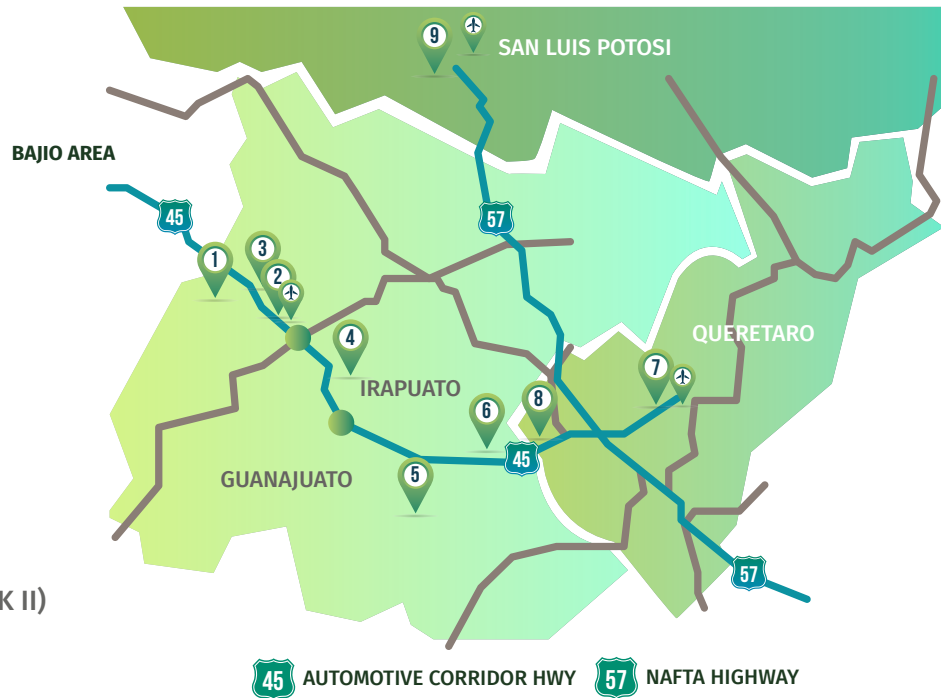 9
SAN LUIS POTOSI
BAJIO AREA
45
57
3
1
2
4
QUERETARO
7
IRAPUATO
6
8
45
5
GUANAJUATO
57
K II)
45 AUTOMOTIVE CORRIDOR HWY 57 NAFTA HIGHWAY